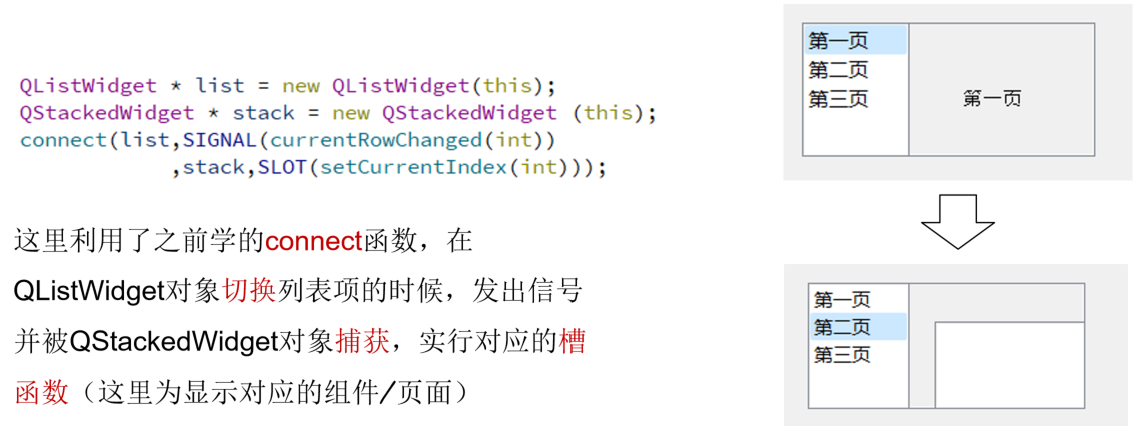 QListWidget * list = new QListWidget(this);
QStackedWidget * stack = new QStackedWidget (this);
connect(list,SIGNAL(currentRowChanged(int))
,stack,SLOT(setCurrentIndex(int)));
这里利用了之前学的connect函数，在
QListWidget对象切换列表项的时候，发出信号
并被QStackedWidget对象捕获，实行对应的槽
函数（这里为显示对应的组件/页面）
第一页
第二页
第三页
第一页
第一页
第二页
第三页